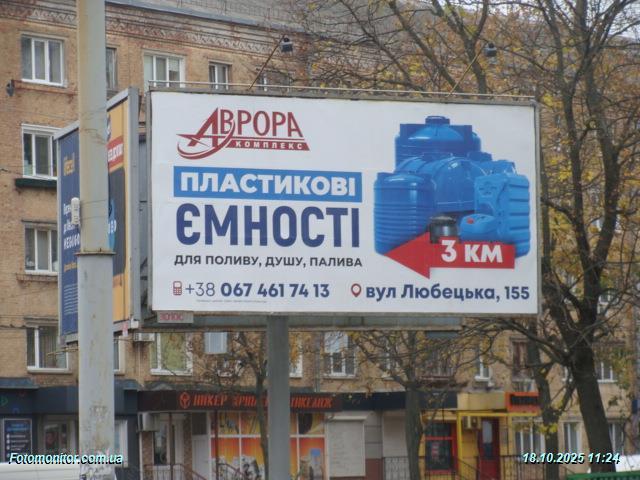 АВРОРА
КОМПЛЕКС
ПЛАСТИКОВІ
ЄМНОСТІ
ДЛЯ ПОЛИВУ, ДУШУ, ПАЛИВА
3 КМ
+38 067 461 74 13
вул Любецька, 155
Fotomonitor.com.ua
18.10.2025 11:24